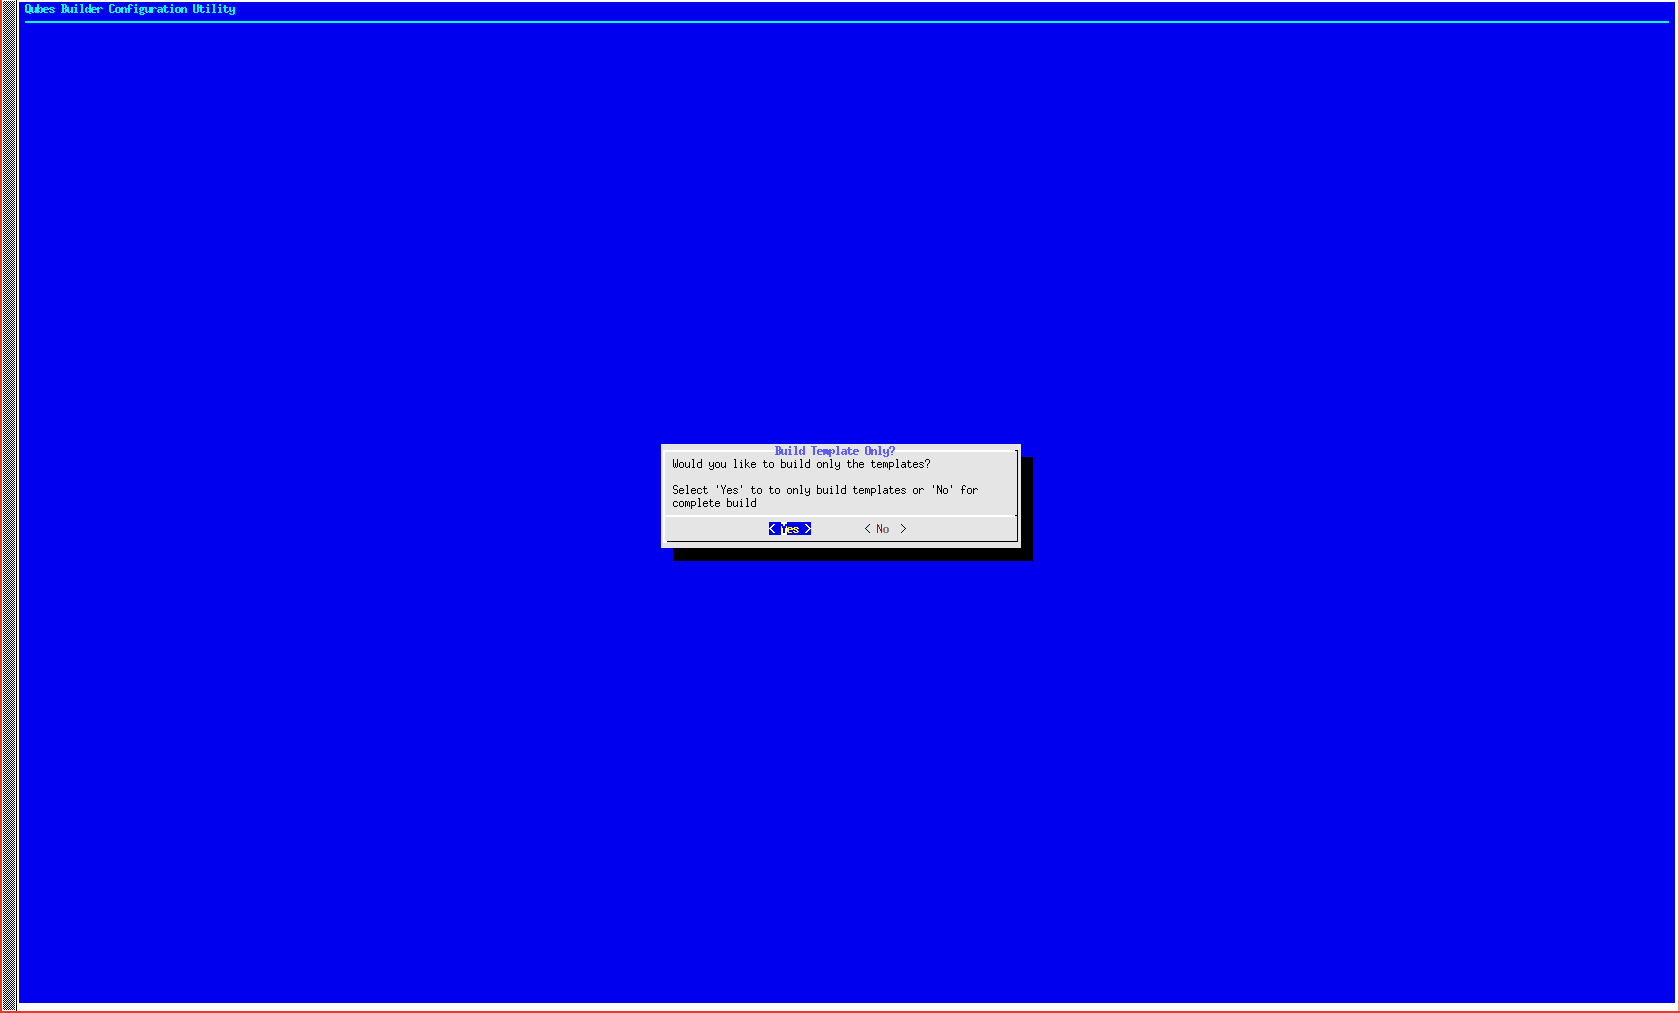 Qubes Builder Configuration Utility
Build Template Only?
Would you like to build only the templates?
Select 'Yes' to to only build templates or 'No' for
complete build
< Yes > < No >